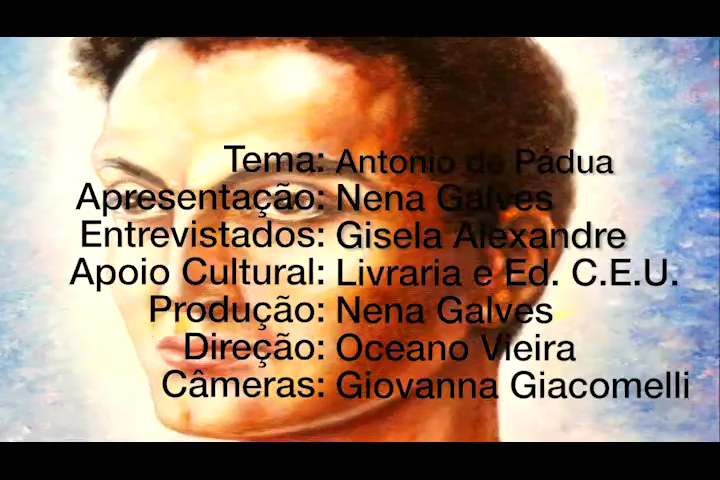 Tema: Antonio de Pádua
Apresentação: Nena Galves
Entrevistados: Gisela Alexandre
Apoio Cultural: Livraria e Ed. C.E.U.
Produção: Nena Galves
Direção: Oceano Vieira
Câmeras: Giovanna Giacomelli